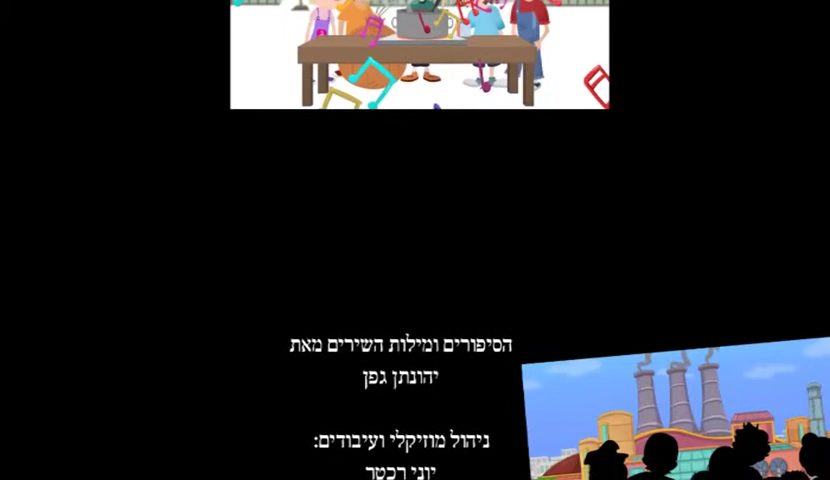 הסיפורים ומילות השירים מאת
יהונתן גפן
ניהול מוזיקלי ועיבודים:
יוני רכטר